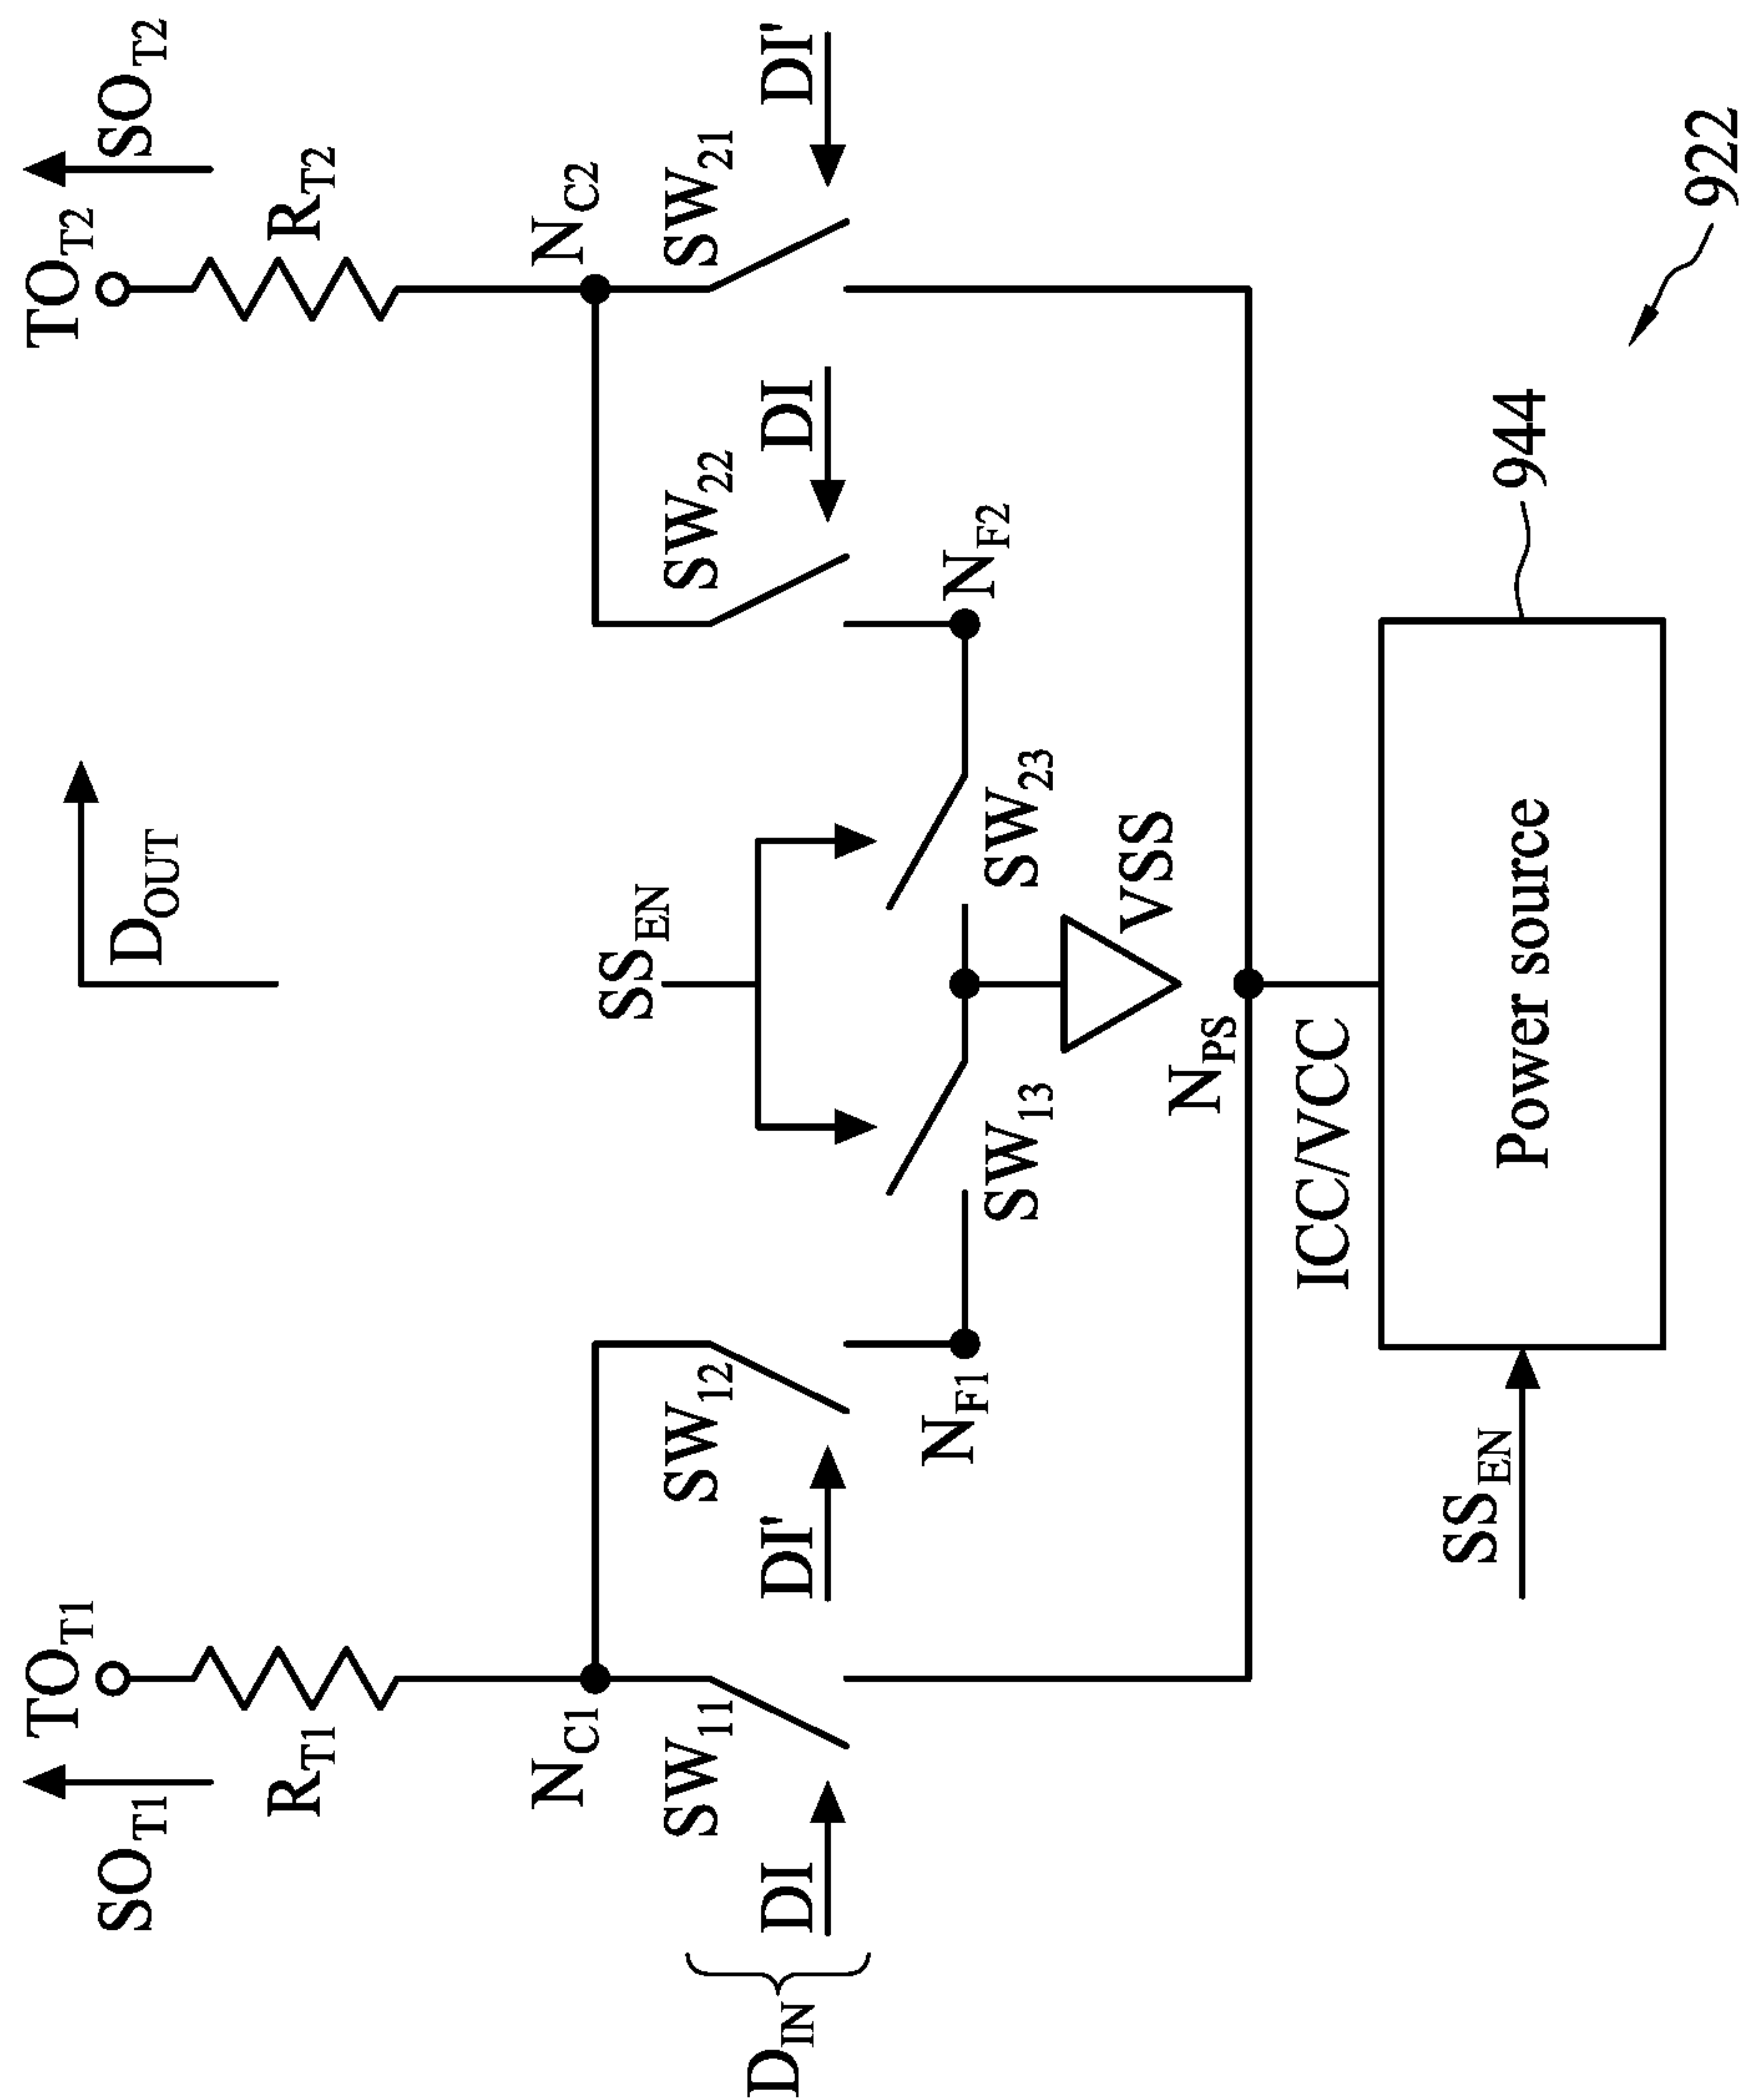 TO_T1
TO_T2
SO_T1
D_OUT
SO_T2
R_T1
R_T2
N_C1
N_C2
SS_EN
SW_11
SW_12
SW_22
SW_21
D_IN
DI
DI'
DI
DI'
N_F1
N_F2
SW_13
SW_23
VSS
N_PS
ICC/VCC
SS_EN
Power source
944
922